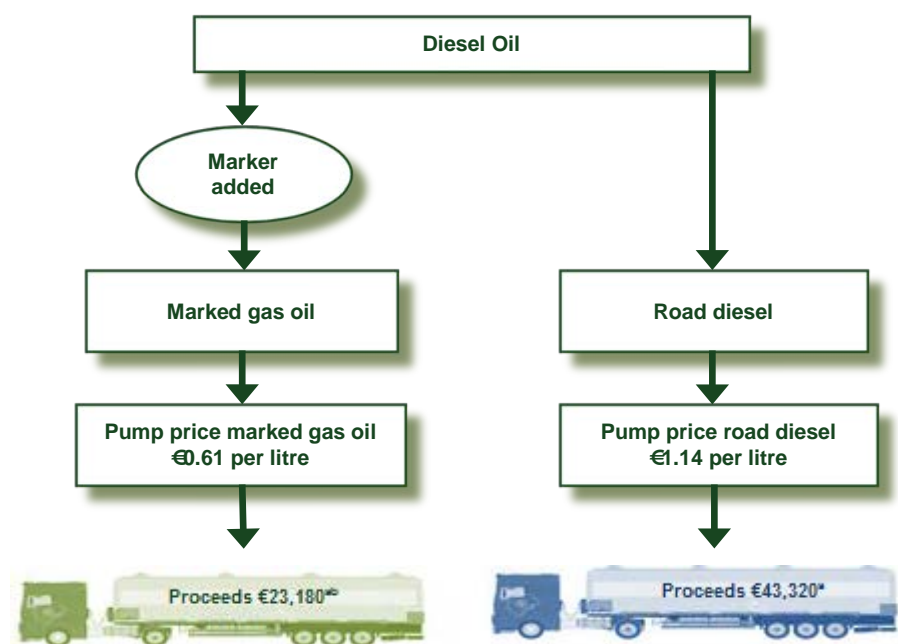 Diesel Oil
Marker
added
Marked gas oil
Road diesel
Pump price marked gas oil
€0.61 per litre
Pump price road diesel
€1.14 per litre
Proceeds €23,180
Proceeds €43,320